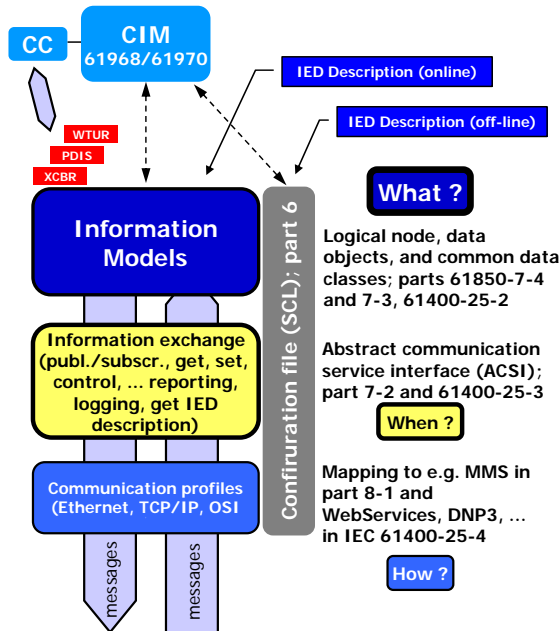 CC
CIM
61968/61970
IED Description (online)
IED Description (off-line)
WTUR
PDIS
XCBR
What ?
Information
Models
Logical node, data
objects, and common data
classes; parts 61850-7-4
and 7-3, 61400-25-2
Confiruration file (SCL); part 6
Information exchange
(publ./subscr., get, set,
control, ... reporting,
logging, get IED
description)
Abstract communication
service interface (ACSI);
part 7-2 and 61400-25-3
When ?
Communication profiles
(Ethernet, TCP/IP, OSI
Mapping to e.g. MMS in
part 8-1 and
WebServices, DNP3, ...
in IEC 61400-25-4
How ?
messages
messages